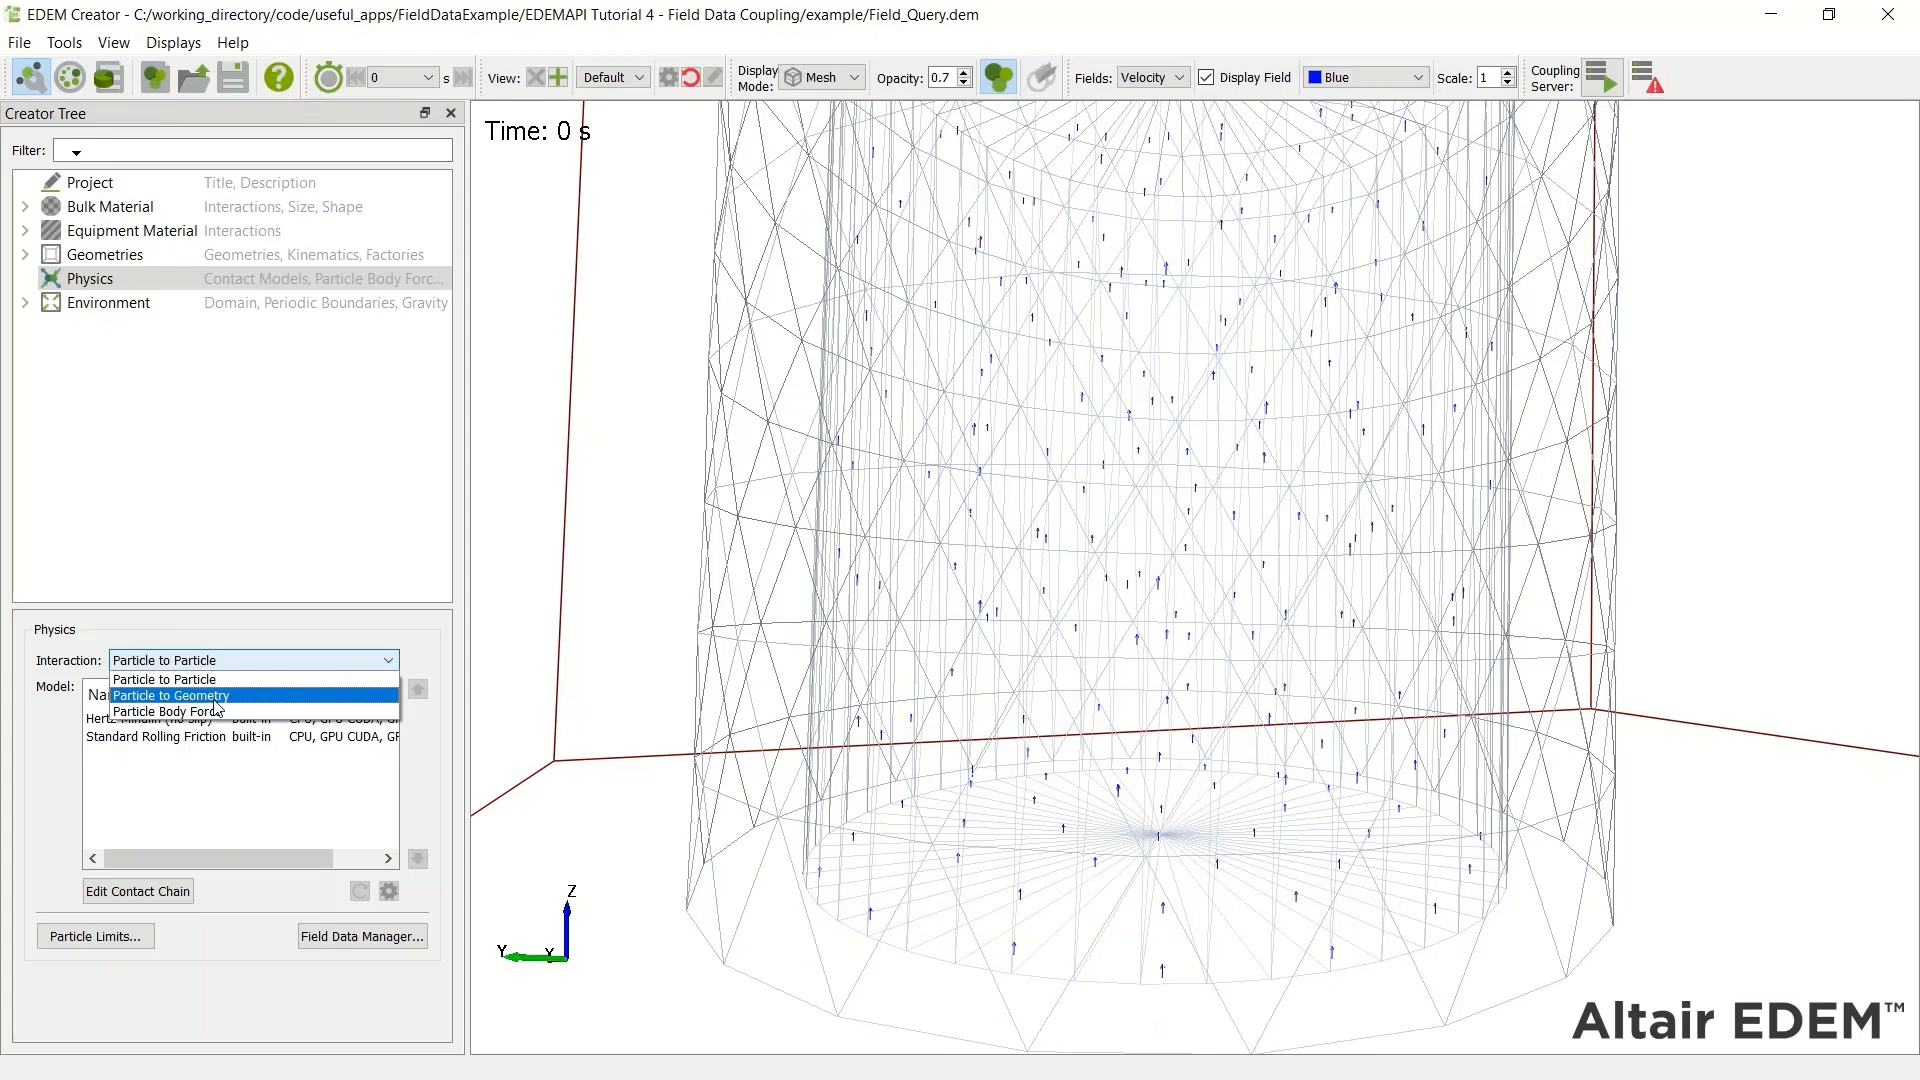 EDEM Creator - C:/working_directory/code/useful_apps/FieldDataExample/EDEMAPI Tutorial 4 - Field Data Coupling/example/Field_Query.dem
File Tools View Displays Help
0 s View: Default Display Mode: Mesh Opacity: 0.7 Fields: Velocity Display Field Blue Scale: 1 Coupling Server:
Creator Tree
Filter:
Project Title, Description
Bulk Material Interactions, Size, Shape
Equipment Material Interactions
Geometries Geometries, Kinematics, Factories
Physics Contact Models, Particle Body Forc...
Environment Domain, Periodic Boundaries, Gravity
Physics
Interaction: Particle to Particle
Particle to Particle
Model:
Particle to Geometry
Particle Body Forc
Standard Rolling Friction built-in CPU, GPU CUDA, GF
Edit Contact Chain
Particle Limits... Field Data Manager...
Time: 0 s
Z
Y
Altair EDEM™